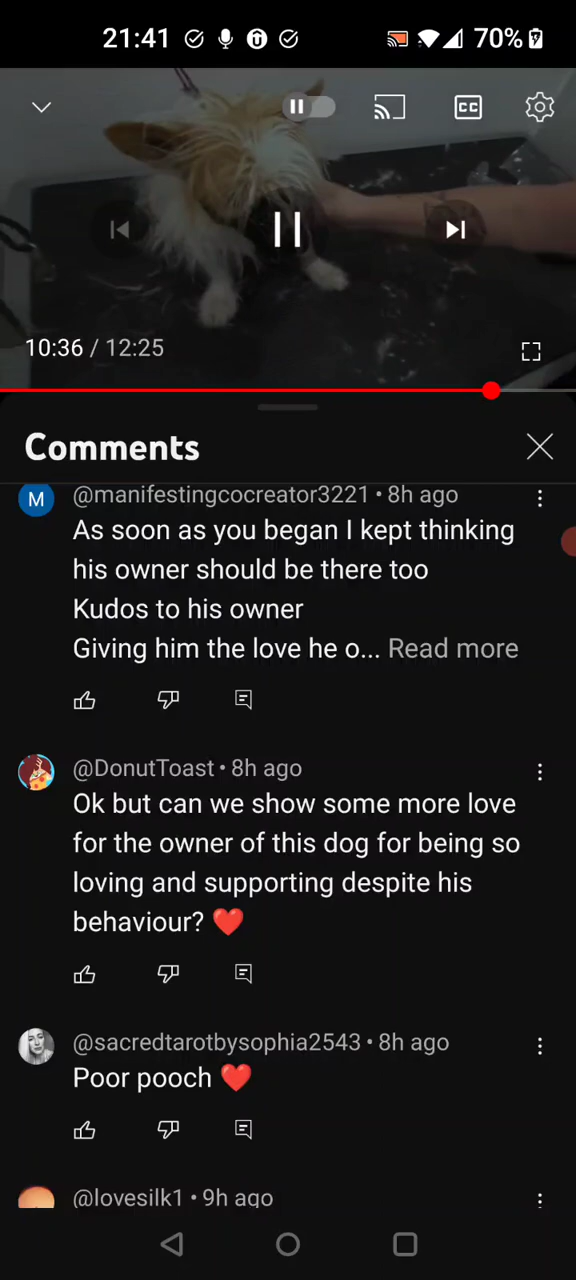 21:41
70%
CC
10:36 / 12:25
Comments
M
@manifestingcocreator3221 • 8h ago
As soon as you began I kept thinking
his owner should be there too
Kudos to his owner
Giving him the love he o... Read more
@DonutToast • 8h ago
Ok but can we show some more love
for the owner of this dog for being so
loving and supporting despite his
behaviour? ❤️
@sacredtarotbysophia2543 • 8h ago
Poor pooch ❤️
@lovesilk1 • 9h ago